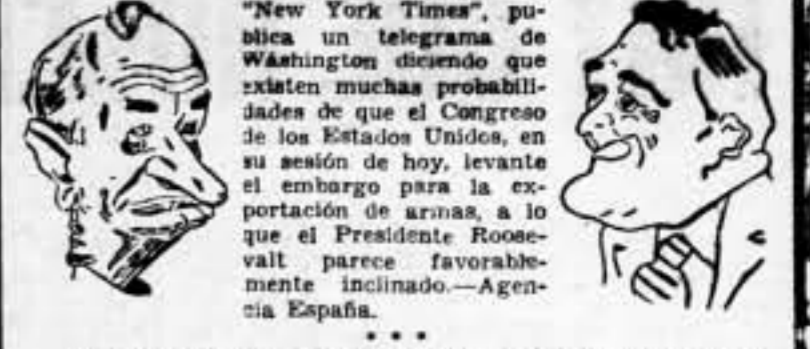 "New York Times", pu-
blica un telegrama de
Wáshington diciendo que
existen muchas probabili-
dades de que el Congreso
de los Estados Unidos, en
su sesión de hoy, levante
el embargo para la ex-
portación de armas, a lo
que el Presidente Roose-
valt parece favorable-
mente inclinado.—Agen-
cia España.
* * *